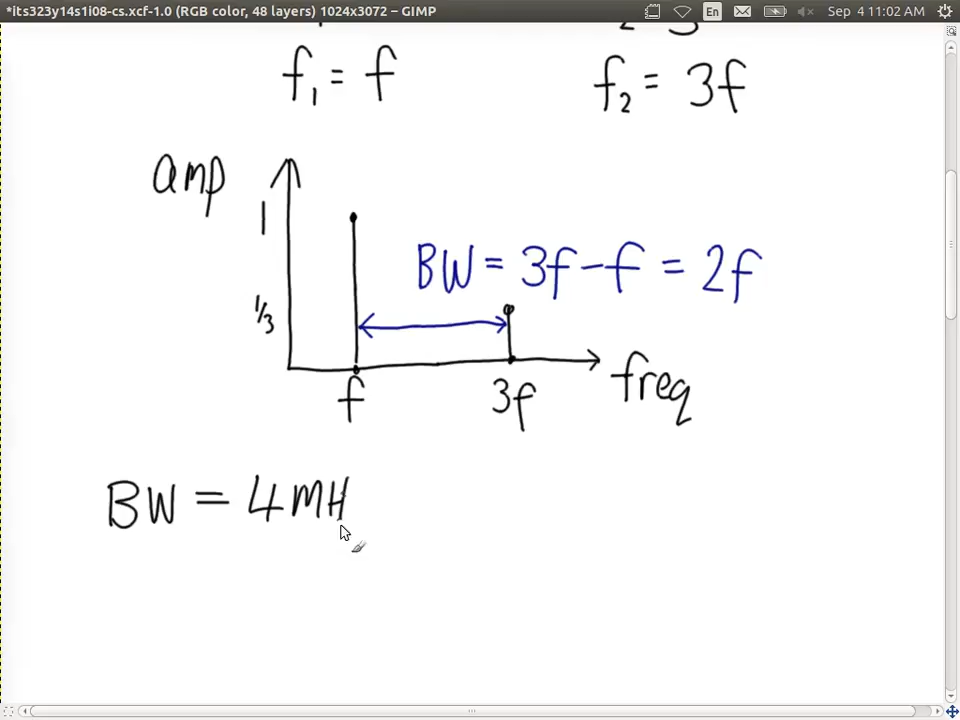 *its323y14s1i08-cs.xcf-1.0 (RGB color, 48 layers) 1024x3072 – GIMP
En
Sep 4 11:02 AM
f₁ = f
f₂ = 3f
amp
1
BW = 3f - f = 2f
1/3
f
3f
freq
BW = 4MH